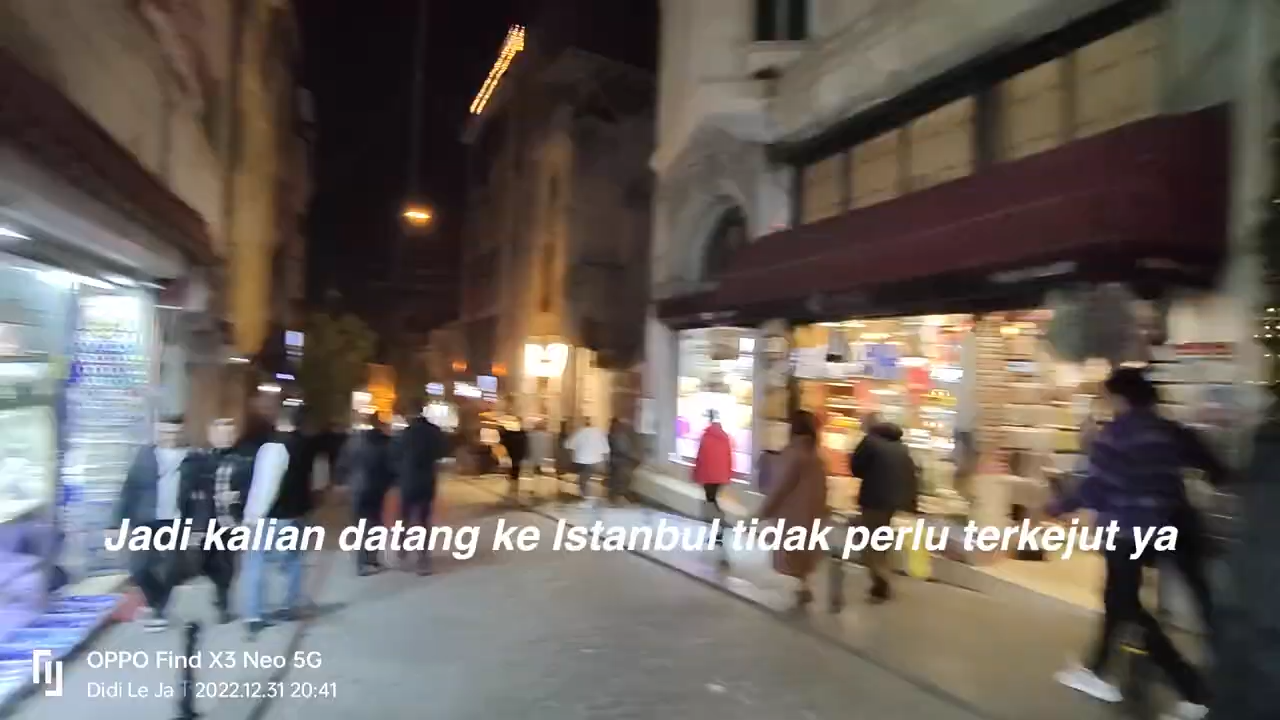 Jadi kalian datang ke Istanbul tidak perlu terkejut ya
OPPO Find X3 Neo 5G
Didi Le Ja | 2022.12.31 20:41